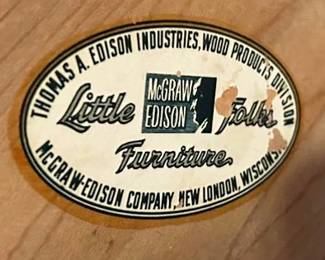 THOMAS A. EDISON INDUSTRIES, WOOD PRODUCTS DIVISION
Little Folks
McGRAW
EDISON
Furniture
McGRAW-EDISON COMPANY, NEW LONDON, WISCONSIN